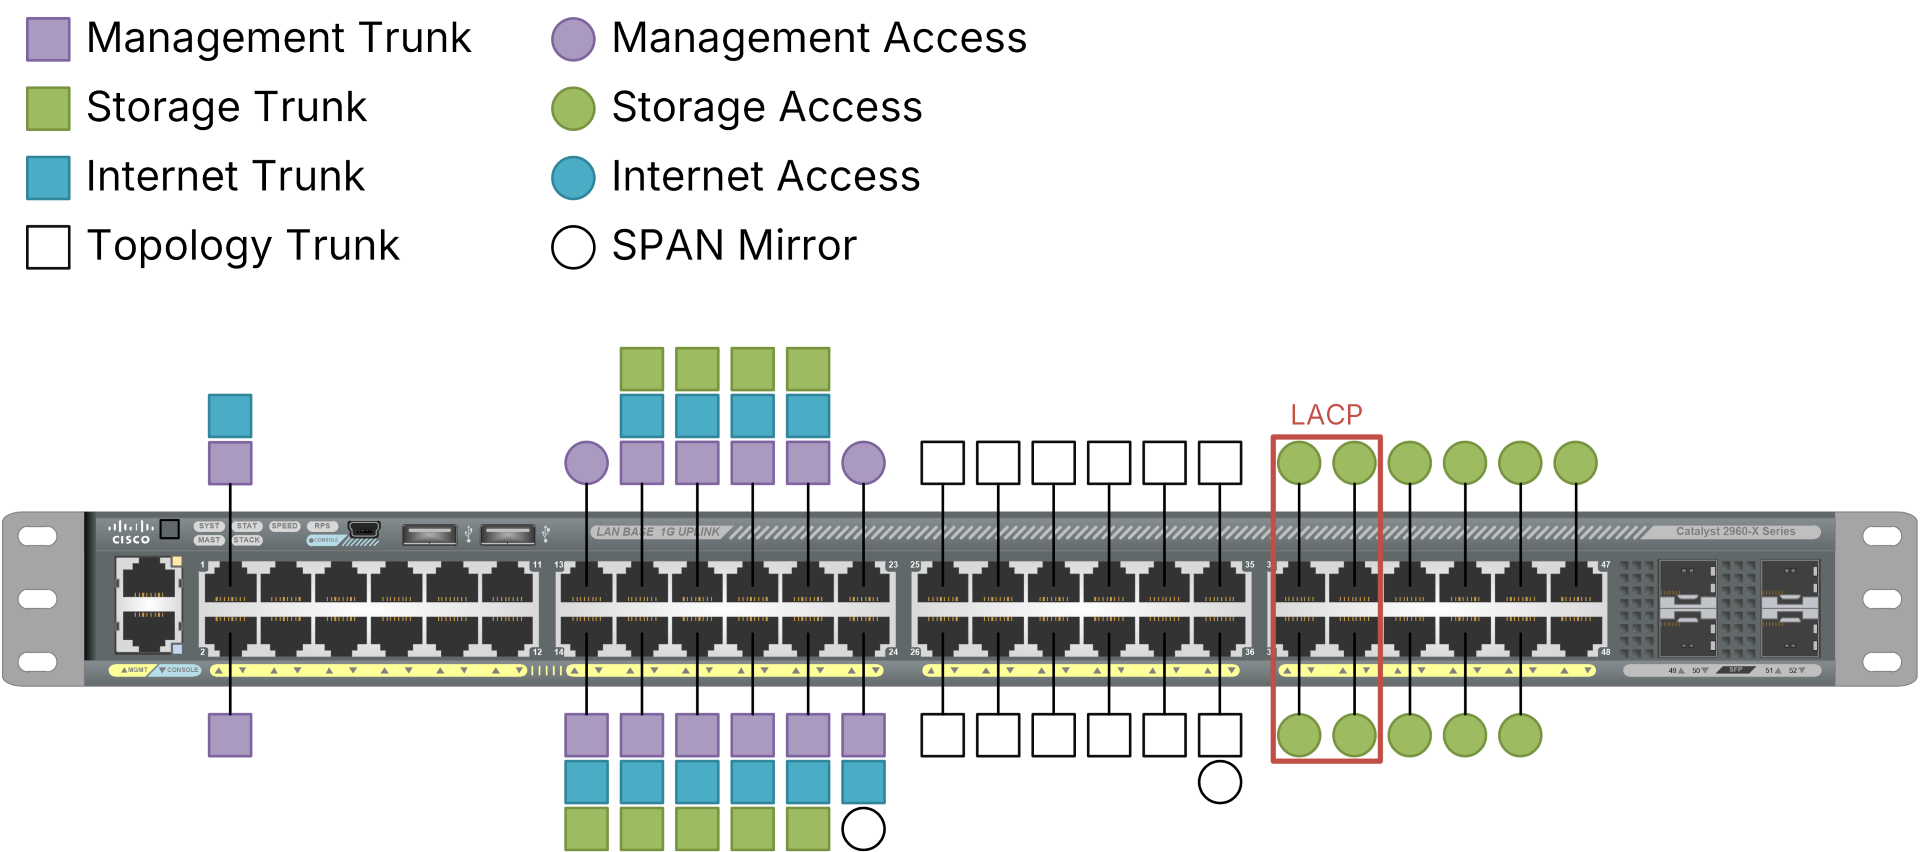 Management Trunk
Management Access
Storage Trunk
Storage Access
Internet Trunk
Internet Access
Topology Trunk
SPAN Mirror
LACP
CISCO
SYST STAT SPEED RPS
MAST STACK CONSOLE
LAN BASE 1G UPLINK
Catalyst 2960-X Series
1 11 13 23 25 35 3 47
2 12 14 24 26 36 3 48
▲MGMT ▼CONSOLE
49▲ 50▼ SFP 51▲ 52▼